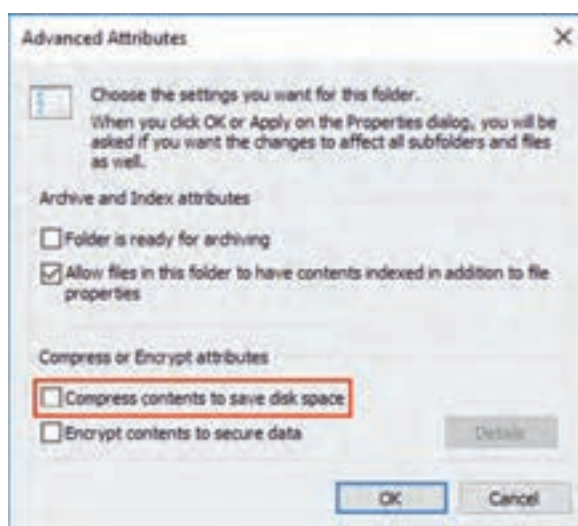 Advanced Attributes
Choose the settings you want for this folder.
When you click OK or Apply on the Properties dialog, you will be
asked if you want the changes to affect all subfolders and files
as well.
Archive and Index attributes
Folder is ready for archiving
Allow files in this folder to have contents indexed in addition to file
properties
Compress or Encrypt attributes
Compress contents to save disk space
Encrypt contents to secure data
Details
OK
Cancel